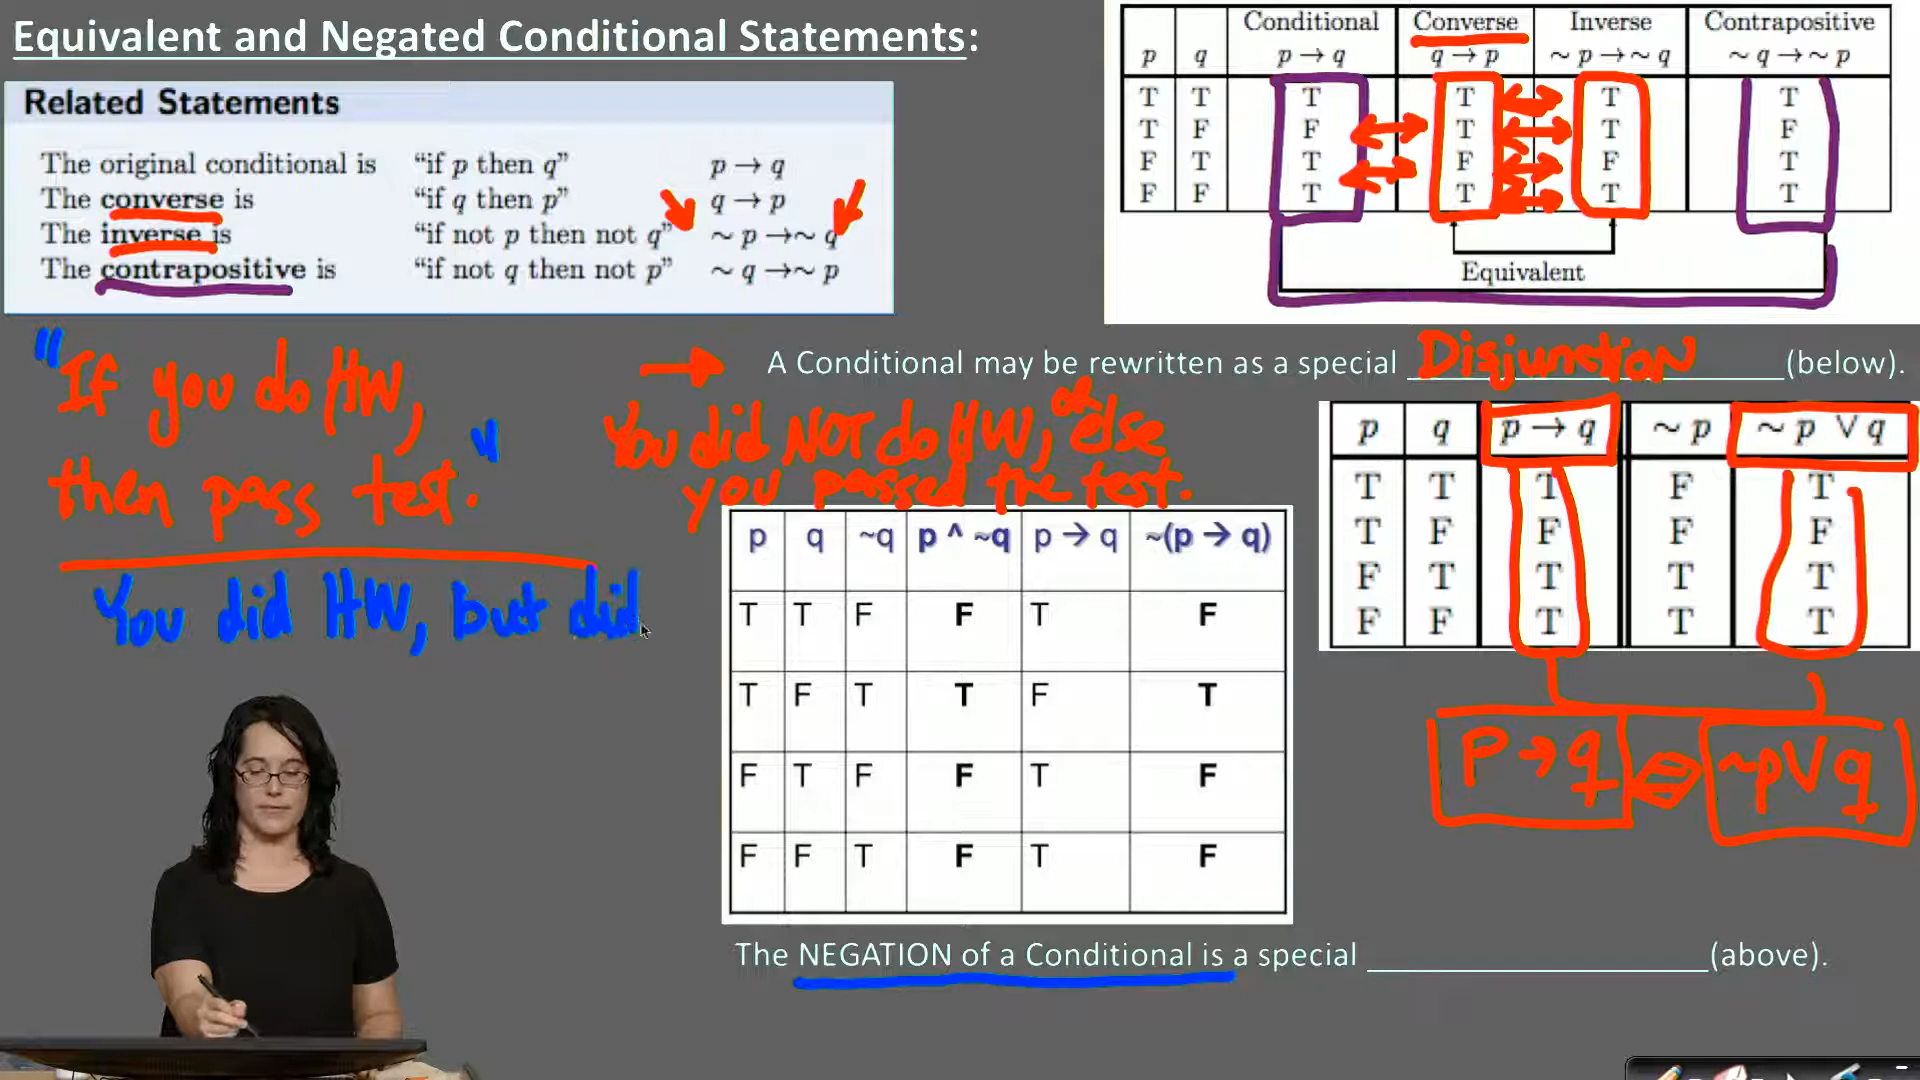 Equivalent and Negated Conditional Statements:
Related Statements
The original conditional is “if p then q” p → q
The converse is “if q then p” q → p
The inverse is “if not p then not q” ∼ p →∼ q
The contrapositive is “if not q then not p” ∼ q →∼ p
Conditional Converse Inverse Contrapositive
p q p → q q → p ∼ p →∼ q ∼ q →∼ p
T T T T T T
T F F T T F
F T T F F T
F F T T T T
Equivalent
"If you do HW,
then pass test."
You did HW, but did
A Conditional may be rewritten as a special Disjunction (below).
You did NOT do HW, or else
you passed the test.
p q p → q ∼ p ∼ p ∨ q
T T T F T
T F F F F
F T T T T
F F T T T
P → q ⇔ ~p V q
p q ~q p ^ ~q p → q ~(p → q)
T T F F T F
T F T T F T
F T F F T F
F F T F T F
The NEGATION of a Conditional is a special ____________________ (above).